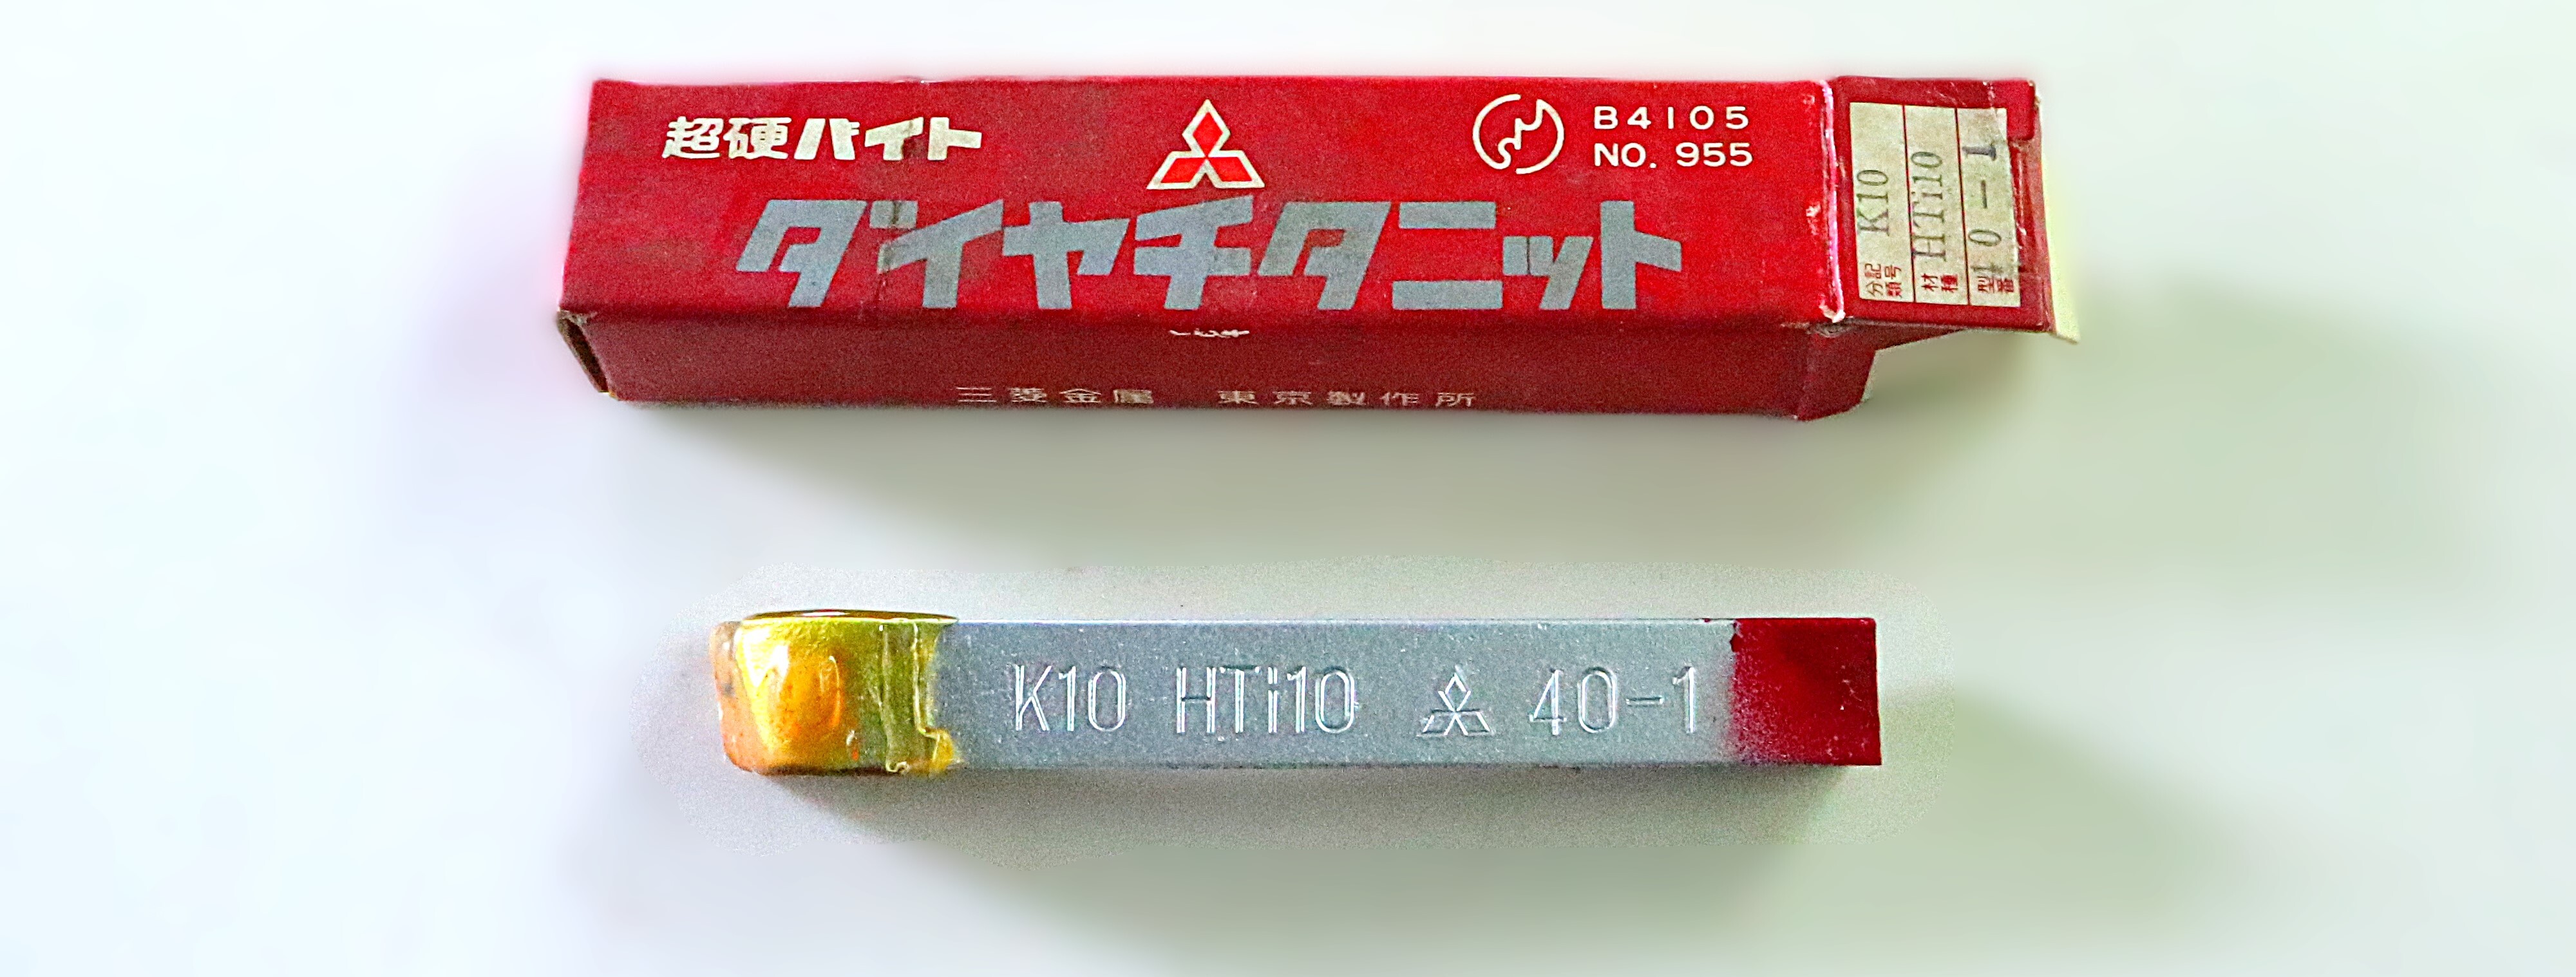 超硬バイト
B4105
NO. 955
ダイヤチタニット
三菱金属 東京製作所
分類記号 K10
材種 HTi10
型番 40-1
K10 HTi10 40-1